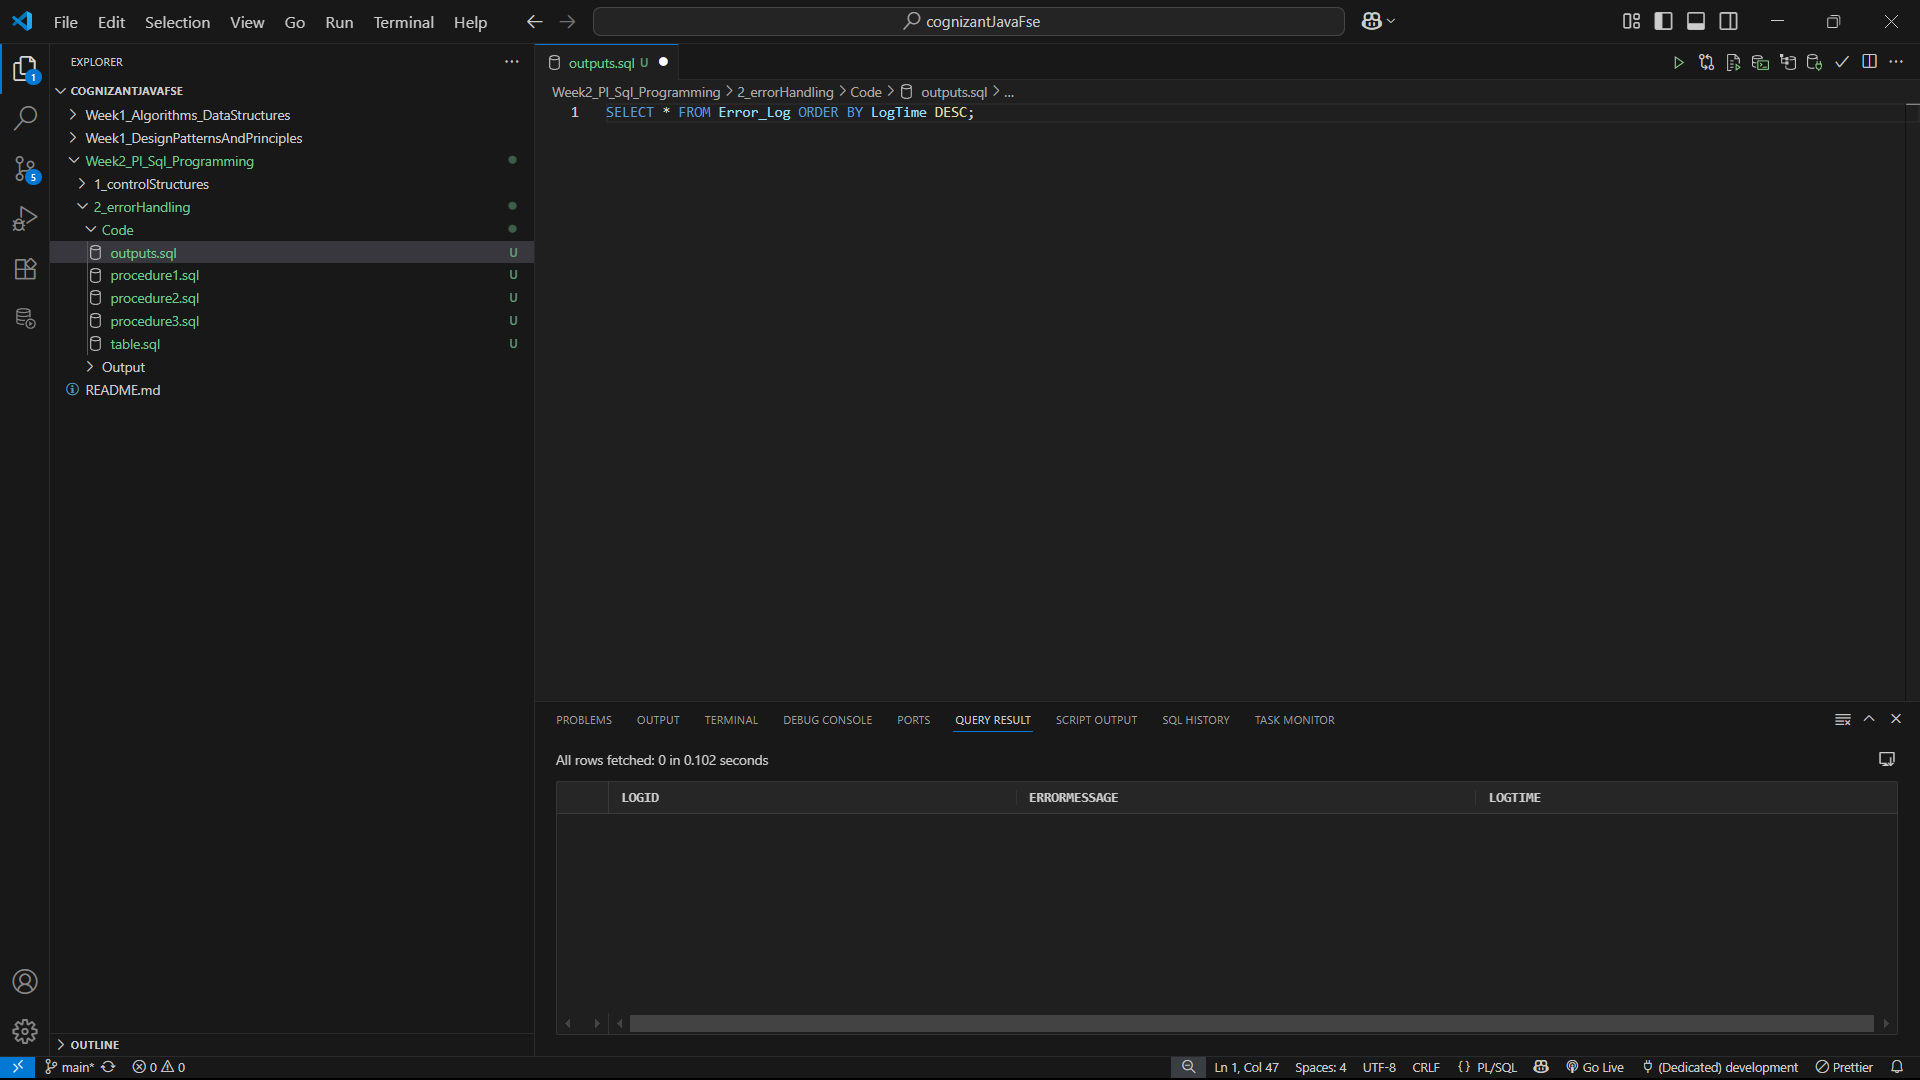 File Edit Selection View Go Run Terminal Help
cognizantJavaFse
EXPLORER
COGNIZANTJAVAFSE
Week1_Algorithms_DataStructures
Week1_DesignPatternsAndPrinciples
Week2_Pl_Sql_Programming
1_controlStructures
2_errorHandling
Code
outputs.sql U
procedure1.sql U
procedure2.sql U
procedure3.sql U
table.sql U
Output
README.md
OUTLINE
1
5
outputs.sql U
Week2_Pl_Sql_Programming > 2_errorHandling > Code > outputs.sql > ...
1 SELECT * FROM Error_Log ORDER BY LogTime DESC;
PROBLEMS OUTPUT TERMINAL DEBUG CONSOLE PORTS QUERY RESULT SCRIPT OUTPUT SQL HISTORY TASK MONITOR
All rows fetched: 0 in 0.102 seconds
LOGID ERRORMESSAGE LOGTIME
main* 0 0 Ln 1, Col 47 Spaces: 4 UTF-8 CRLF {} PL/SQL Go Live (Dedicated) development Prettier